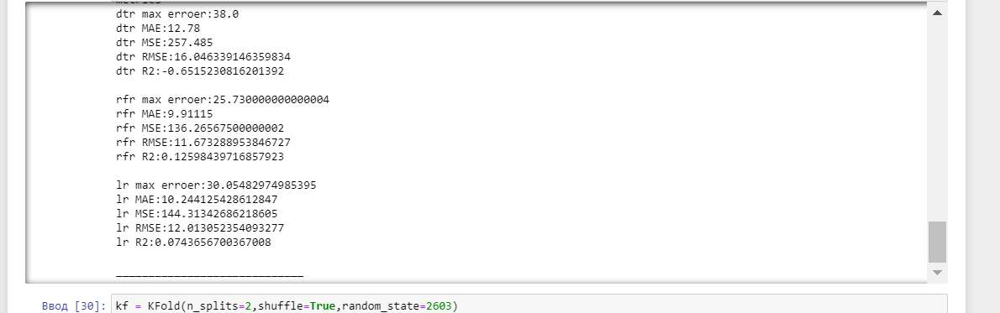 metrics
dtr max erroer:38.0
dtr MAE:12.78
dtr MSE:257.485
dtr RMSE:16.046339146359834
dtr R2:-0.6515230816201392
rfr max erroer:25.730000000000004
rfr MAE:9.91115
rfr MSE:136.26567500000002
rfr RMSE:11.673288953846727
rfr R2:0.12598439716857923
lr max erroer:30.05482974985395
lr MAE:10.244125428612847
lr MSE:144.31342686218605
lr RMSE:12.013052354093277
lr R2:0.0743656700367008
_____________________________
Ввод [30]: kf = KFold(n_splits=2,shuffle=True,random_state=2603)